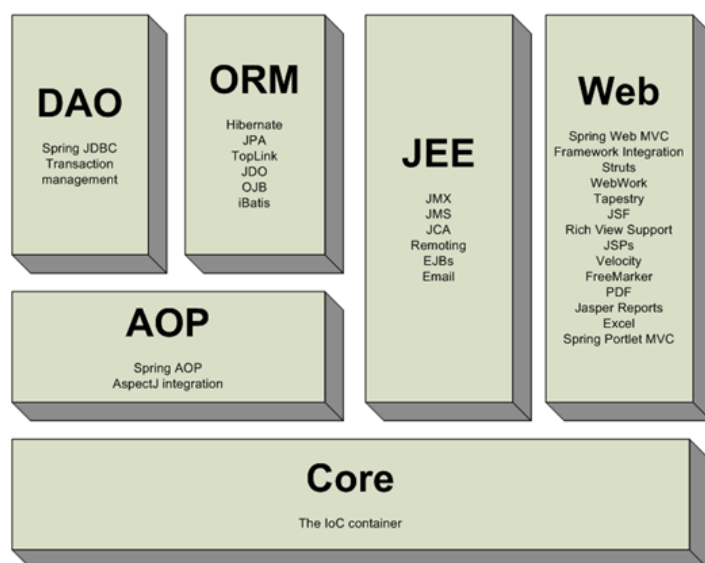 DAO
Spring JDBC
Transaction
management
ORM
Hibernate
JPA
TopLink
JDO
OJB
iBatis
JEE
JMX
JMS
JCA
Remoting
EJBs
Email
Web
Spring Web MVC
Framework Integration
Struts
WebWork
Tapestry
JSF
Rich View Support
JSPs
Velocity
FreeMarker
PDF
Jasper Reports
Excel
Spring Portlet MVC
AOP
Spring AOP
AspectJ integration
Core
The IoC container